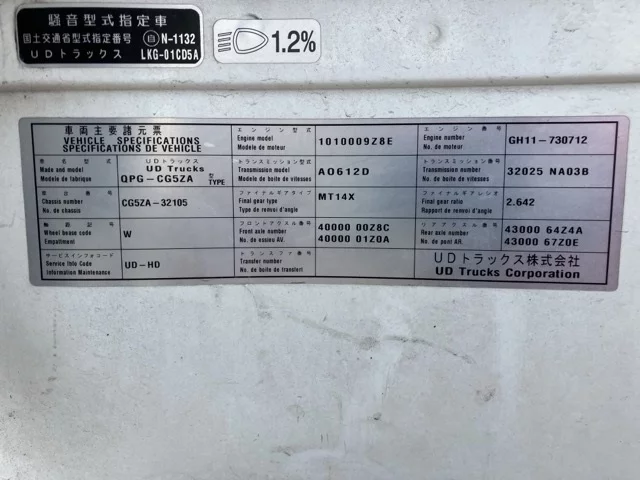 騒音型式指定車
国土交通省型式指定番号 自 N-1132
UDトラックス LKG-01CD5A
1.2%
車両主要諸元票
VEHICLE SPECIFICATIONS
SPECIFICATIONS DE VEHICLE
エンジン型式
Engine model
Modele de moteur
1010009Z8E
エンジン番号
Engine number
No de moteur
GH11-730712
車名及び型式
Made and model
Modele de fabrique
UDトラックス
UD Trucks
QPG-CG5ZA 型 TYPE
トランスミッション型式
Transmission model
Modele de boite de vitesses
AO612D
トランスミッション番号
Transmission number
Modele de boite de vitesses
32025 NA03B
車台番号
Chassis number
No de chassis
CG5ZA-32105
ファイナルギアタイプ
Final gear type
Type de renvoi d'angle
MT14X
ファイナルギアレシオ
Final gear ratio
Rapport de renvoi d'angle
2.642
軸距記号
Wheel base code
Empattement
W
フロントアクスル番号
Front axle number
No de essieu AV.
40000 00Z8C
40000 01Z0A
リアアクスル番号
Rear axle number
No de pont AR.
43000 64Z4A
43000 67Z0E
サービスインフォコード
Service Info Code
Information Maintenance
UD-HD
トランスファ番号
Transfer number
No de boite de transfert
UDトラックス株式会社
UD Trucks Corporation